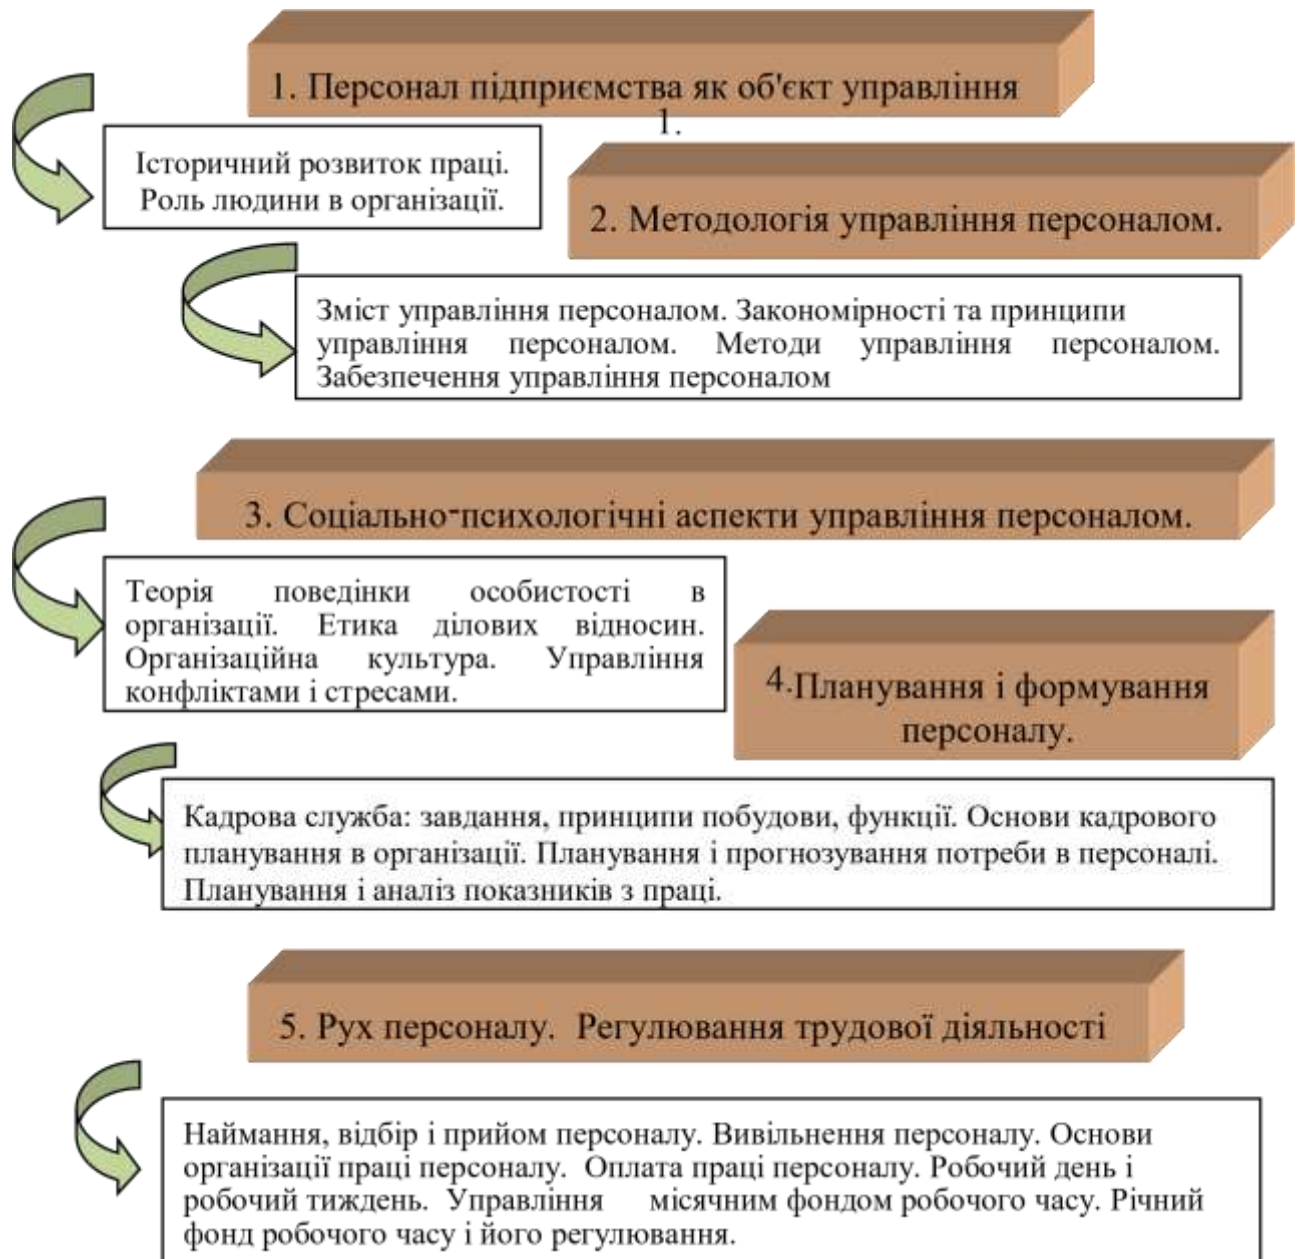 1. Персонал підприємства як об'єкт управління
1.
Історичний розвиток праці.
Роль людини в організації.
2. Методологія управління персоналом.
Зміст управління персоналом. Закономірності та принципи
управління персоналом. Методи управління персоналом.
Забезпечення управління персоналом
3. Соціально-психологічні аспекти управління персоналом.
Теорія поведінки особистості в
організації. Етика ділових відносин.
Організаційна культура. Управління
конфліктами і стресами.
4.Планування і формування
персоналу.
Кадрова служба: завдання, принципи побудови, функції. Основи кадрового
планування в організації. Планування і прогнозування потреби в персоналі.
Планування і аналіз показників з праці.
5. Рух персоналу. Регулювання трудової діяльності
Наймання, відбір і прийом персоналу. Вивільнення персоналу. Основи
організації праці персоналу. Оплата праці персоналу. Робочий день і
робочий тиждень. Управління місячним фондом робочого часу. Річний
фонд робочого часу і його регулювання.